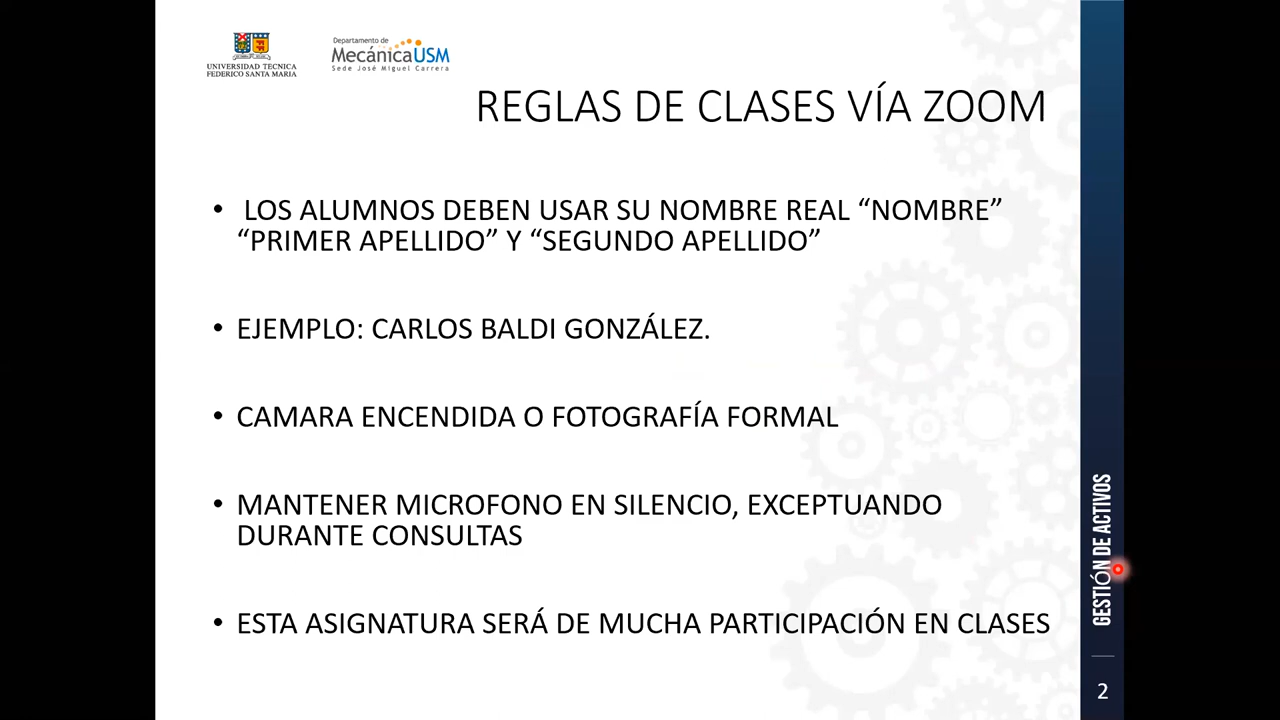 UNIVERSIDAD TECNICA
FEDERICO SANTA MARIA
Departamento de
MecánicaUSM
Sede José Miguel Carrera
REGLAS DE CLASES VÍA ZOOM
• LOS ALUMNOS DEBEN USAR SU NOMBRE REAL “NOMBRE”
“PRIMER APELLIDO” Y “SEGUNDO APELLIDO”
• EJEMPLO: CARLOS BALDI GONZÁLEZ.
• CAMARA ENCENDIDA O FOTOGRAFÍA FORMAL
• MANTENER MICROFONO EN SILENCIO, EXCEPTUANDO
DURANTE CONSULTAS
• ESTA ASIGNATURA SERÁ DE MUCHA PARTICIPACIÓN EN CLASES
GESTIÓN DE ACTIVOS
2